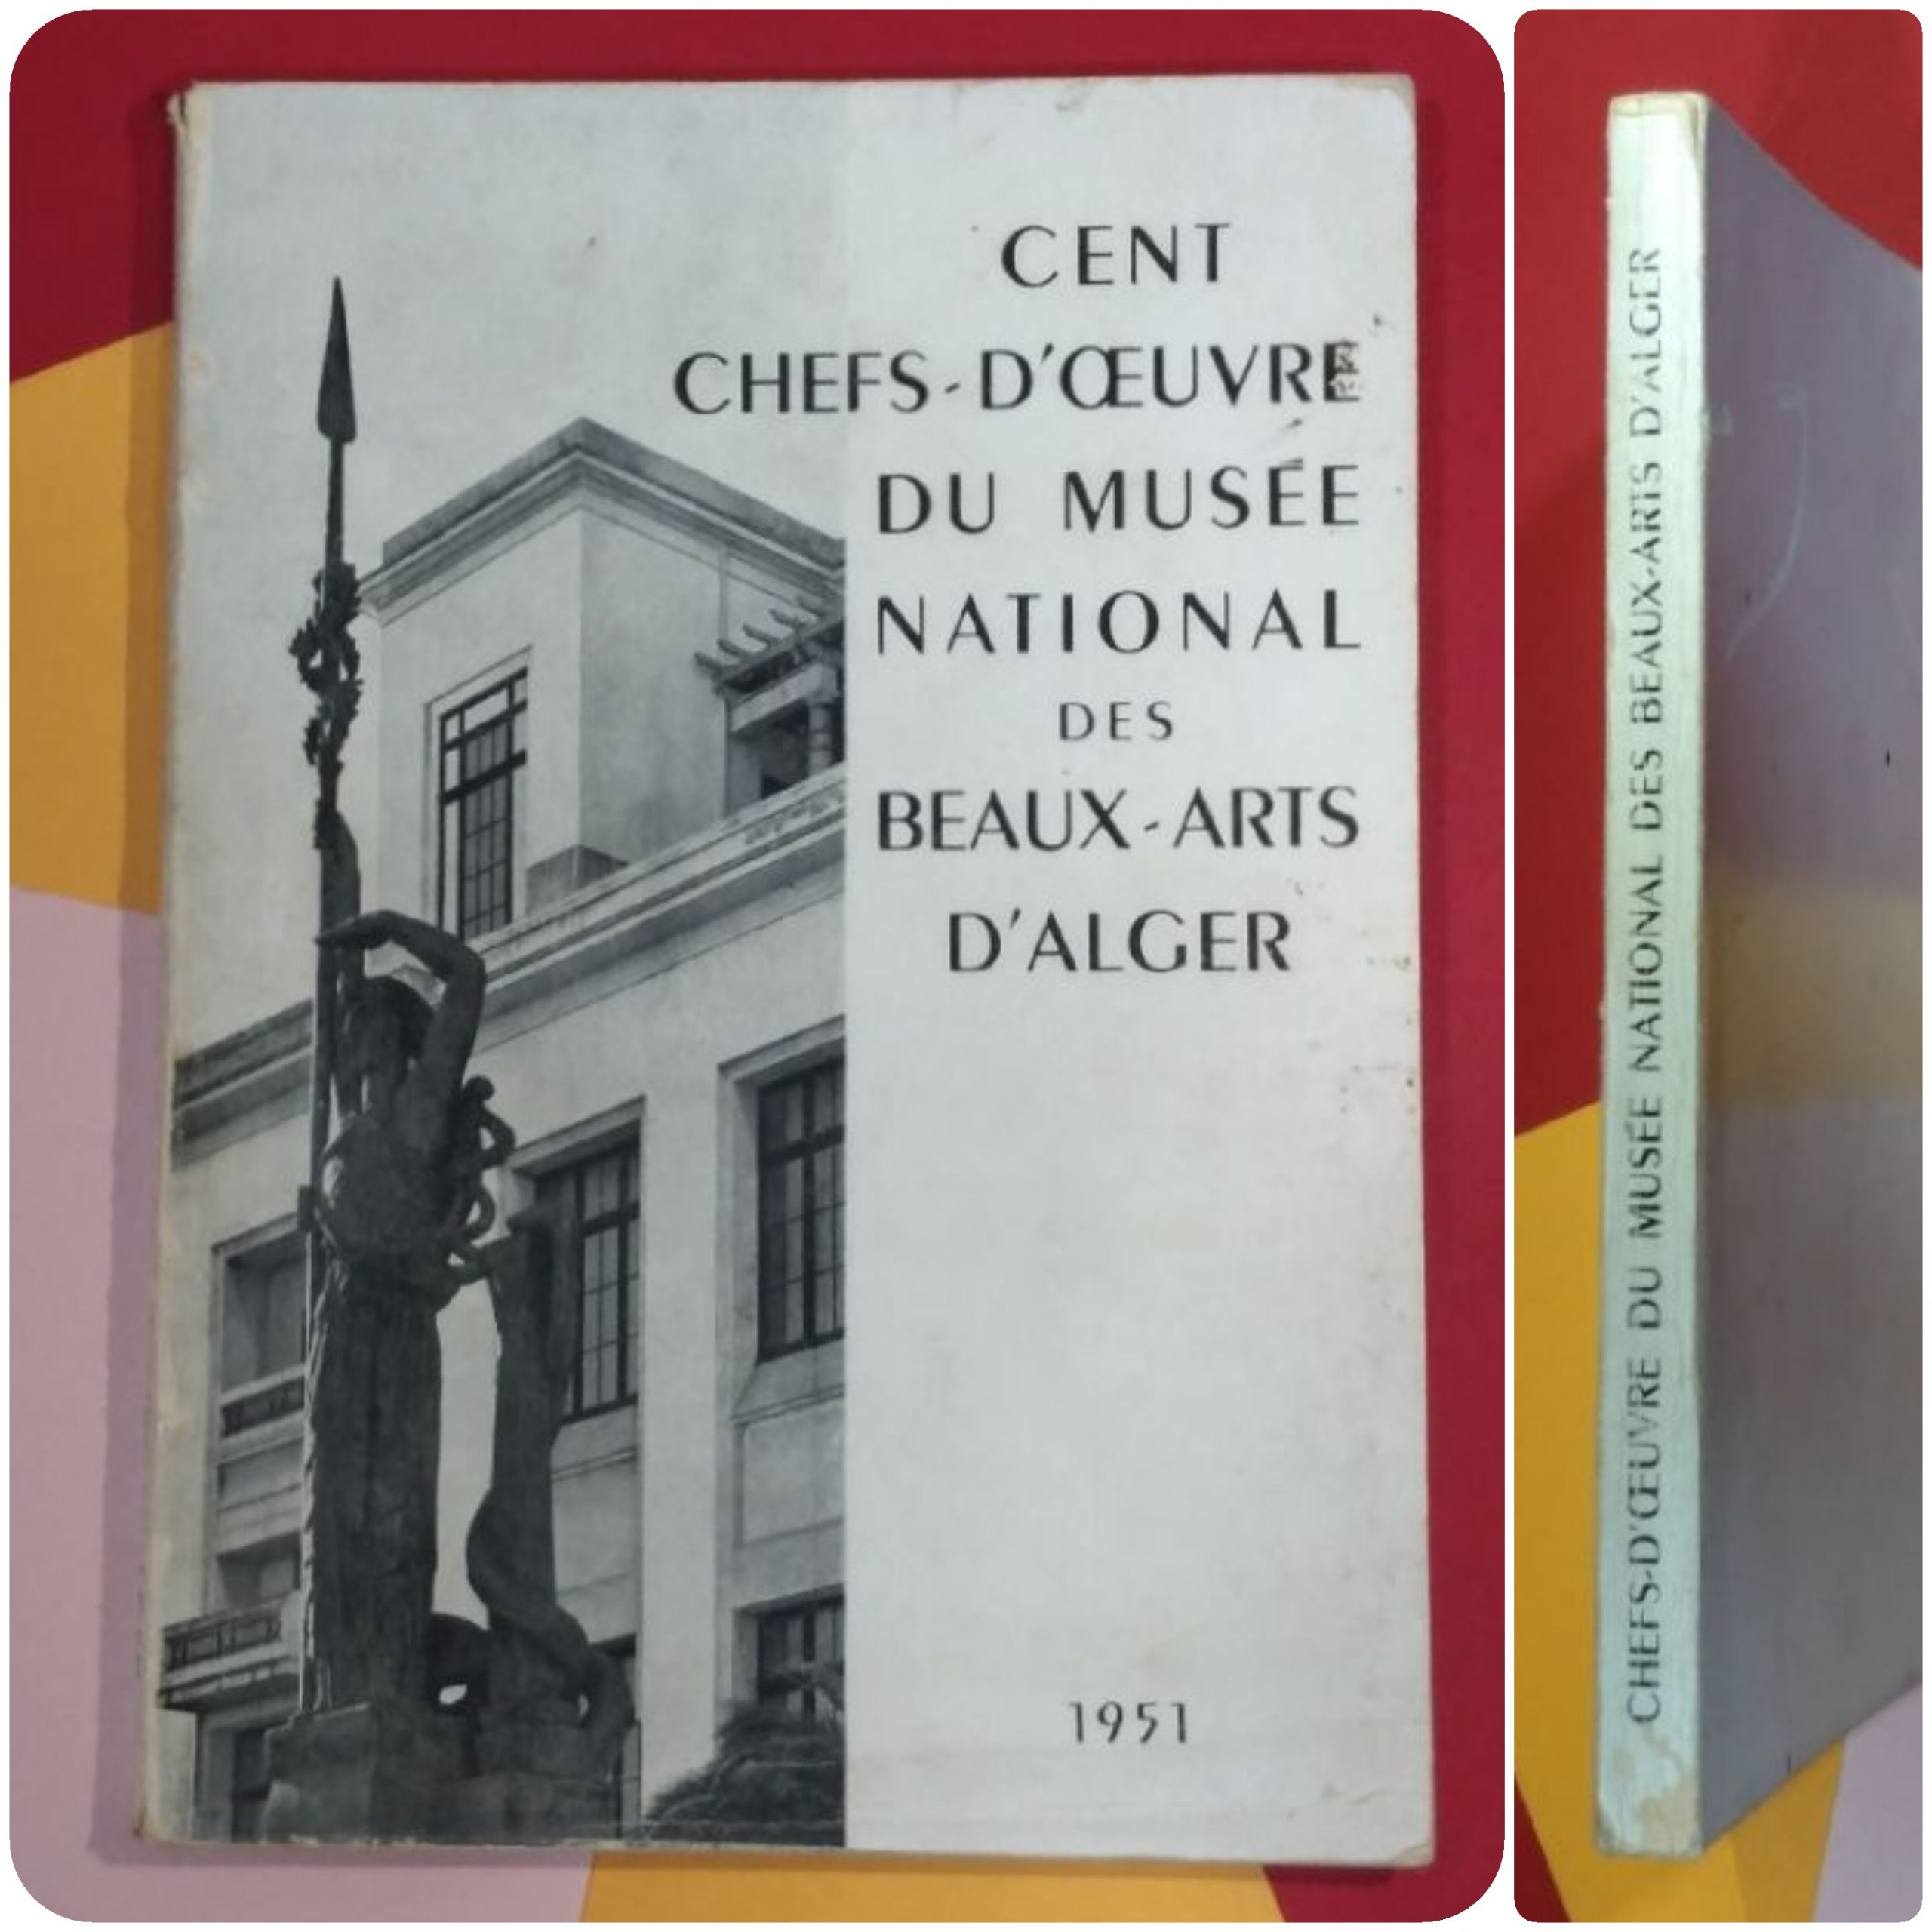 CENT
CHEFS-D'ŒUVRE
DU MUSÉE
NATIONAL
DES
BEAUX-ARTS
D'ALGER
1951
CHEFS-D'ŒUVRE DU MUSÉE NATIONAL DES BEAUX-ARTS D'ALGER